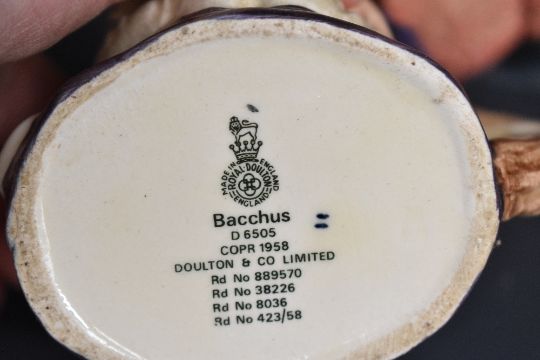 MADE IN ENGLAND
ROYAL DOULTON
ENGLAND
Bacchus
D 6505
COPR 1958
DOULTON & CO LIMITED
Rd No 889570
Rd No 38226
Rd No 8036
Rd No 423/58